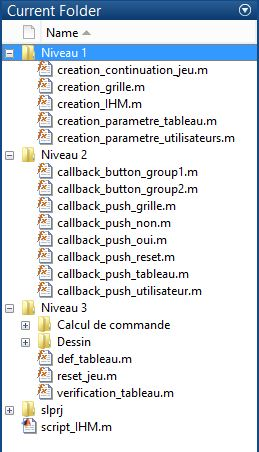 Current Folder
Name
Niveau 1
creation_continuation_jeu.m
creation_grille.m
creation_IHM.m
creation_parametre_tableau.m
creation_parametre_utilisateurs.m
Niveau 2
callback_button_group1.m
callback_button_group2.m
callback_push_grille.m
callback_push_non.m
callback_push_oui.m
callback_push_reset.m
callback_push_tableau.m
callback_push_utilisateur.m
Niveau 3
Calcul de commande
Dessin
def_tableau.m
reset_jeu.m
verification_tableau.m
slprj
script_IHM.m